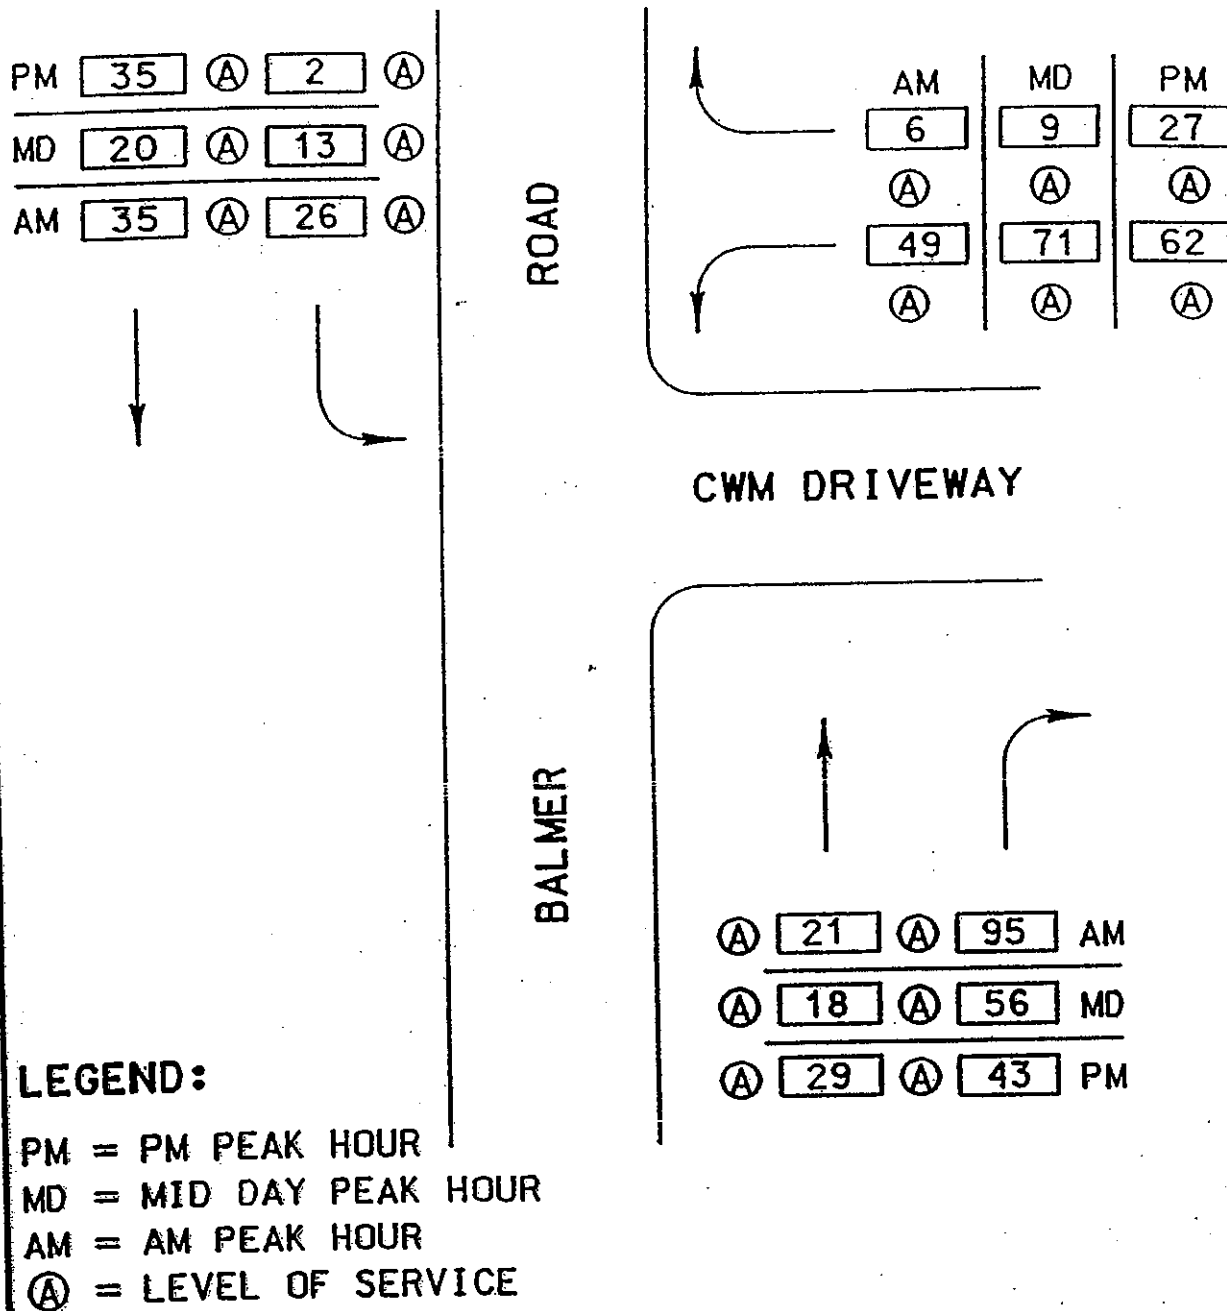 PM 35 A 2 A
MD 20 A 13 A
AM 35 A 26 A
AM MD PM
6 9 27
A A A
49 71 62
A A A
BALMER ROAD
CWM DRIVEWAY
A 21 A 95 AM
A 18 A 56 MD
A 29 A 43 PM
LEGEND:
PM = PM PEAK HOUR
MD = MID DAY PEAK HOUR
AM = AM PEAK HOUR
A = LEVEL OF SERVICE